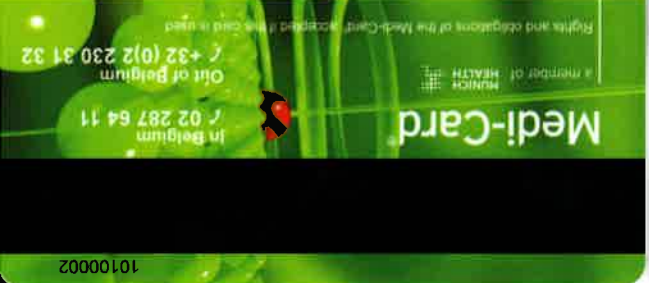 10100002
Medi-Card®
a member of MUNICH HEALTH
In Belgium
02 287 64 11
Out of Belgium
+32 (0)2 230 31 32
Rights and obligations of the Medi-Card® accepted if this card is used